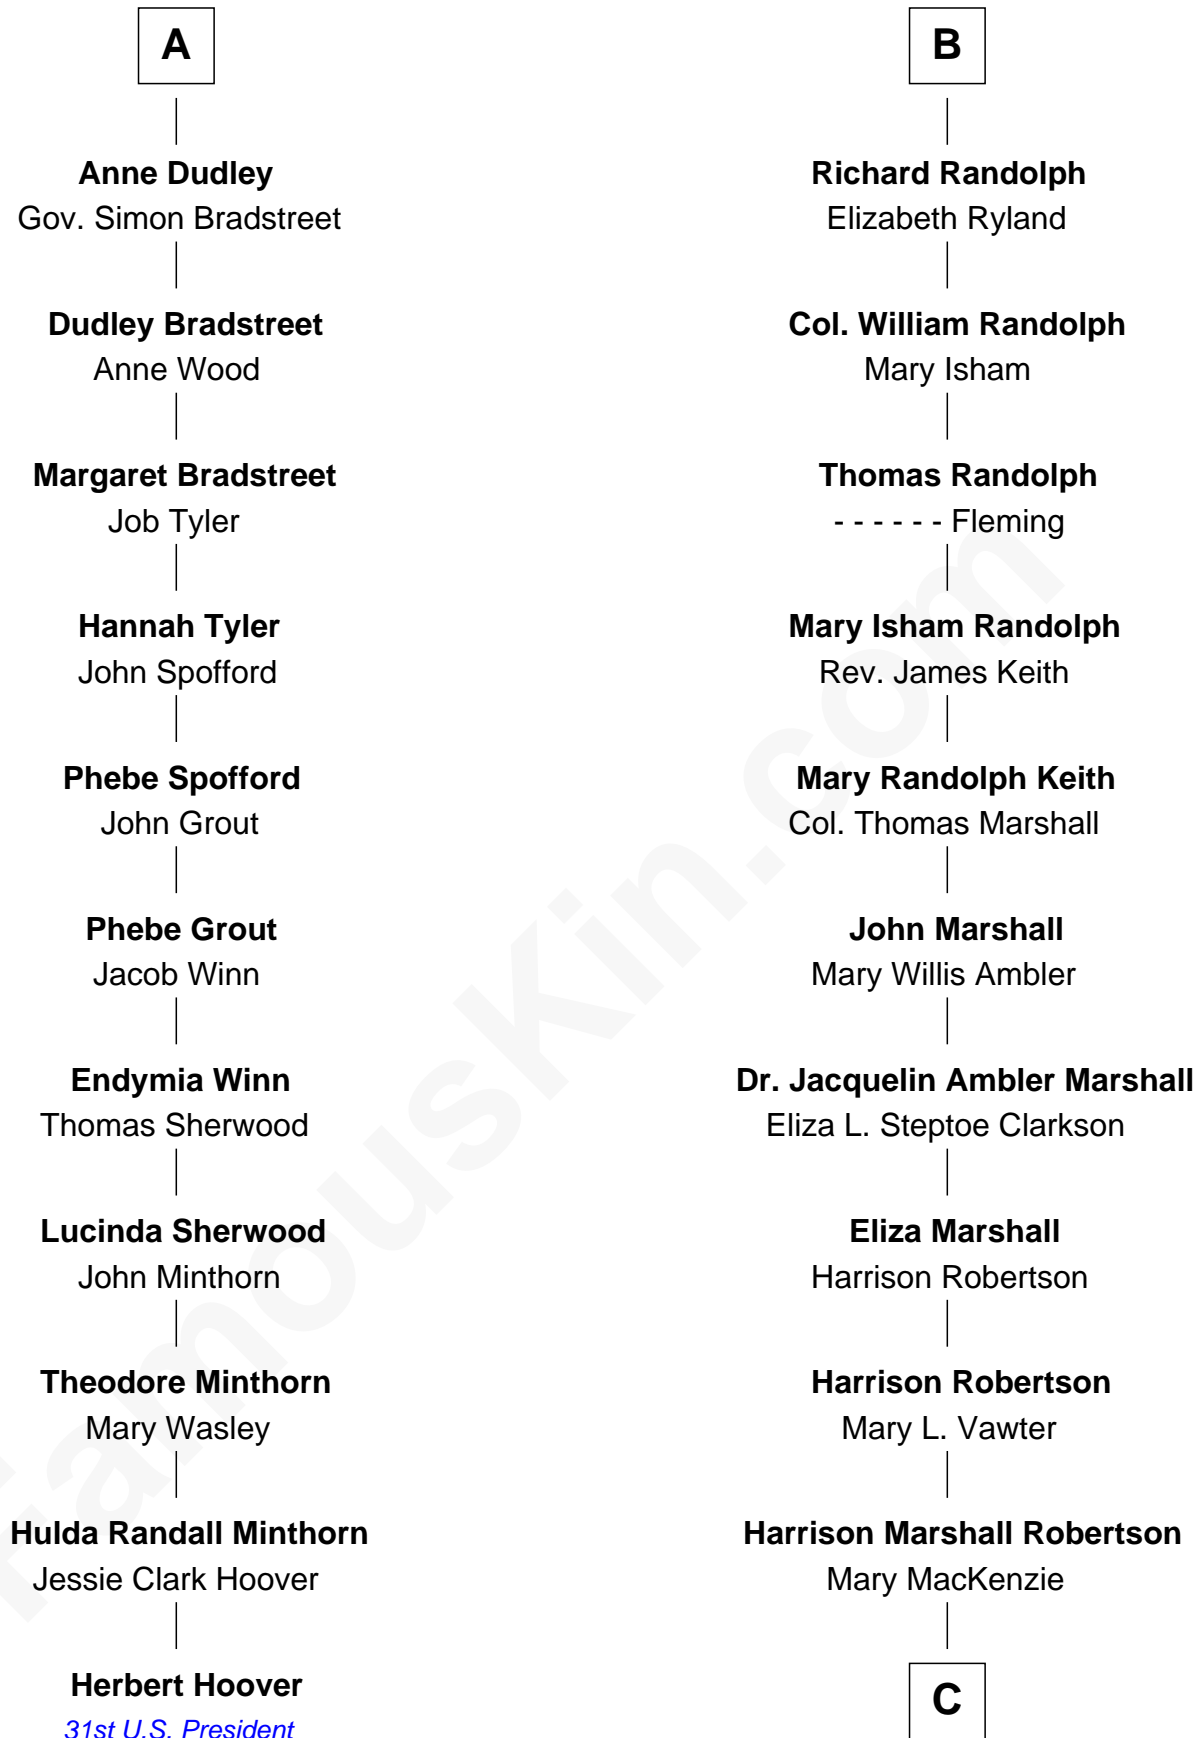 A
Anne Dudley
Gov. Simon Bradstreet
Dudley Bradstreet
Anne Wood
Margaret Bradstreet
Job Tyler
Hannah Tyler
John Spofford
Phebe Spofford
John Grout
Phebe Grout
Jacob Winn
Endymia Winn
Thomas Sherwood
Lucinda Sherwood
John Minthorn
Theodore Minthorn
Mary Wasley
Hulda Randall Minthorn
Jessie Clark Hoover
Herbert Hoover
31st U.S. President
B
Richard Randolph
Elizabeth Ryland
Col. William Randolph
Mary Isham
Thomas Randolph
- - - - - - Fleming
Mary Isham Randolph
Rev. James Keith
Mary Randolph Keith
Col. Thomas Marshall
John Marshall
Mary Willis Ambler
Dr. Jacquelin Ambler Marshall
Eliza L. Steptoe Clarkson
Eliza Marshall
Harrison Robertson
Harrison Robertson
Mary L. Vawter
Harrison Marshall Robertson
Mary MacKenzie
C
FamousKin.com